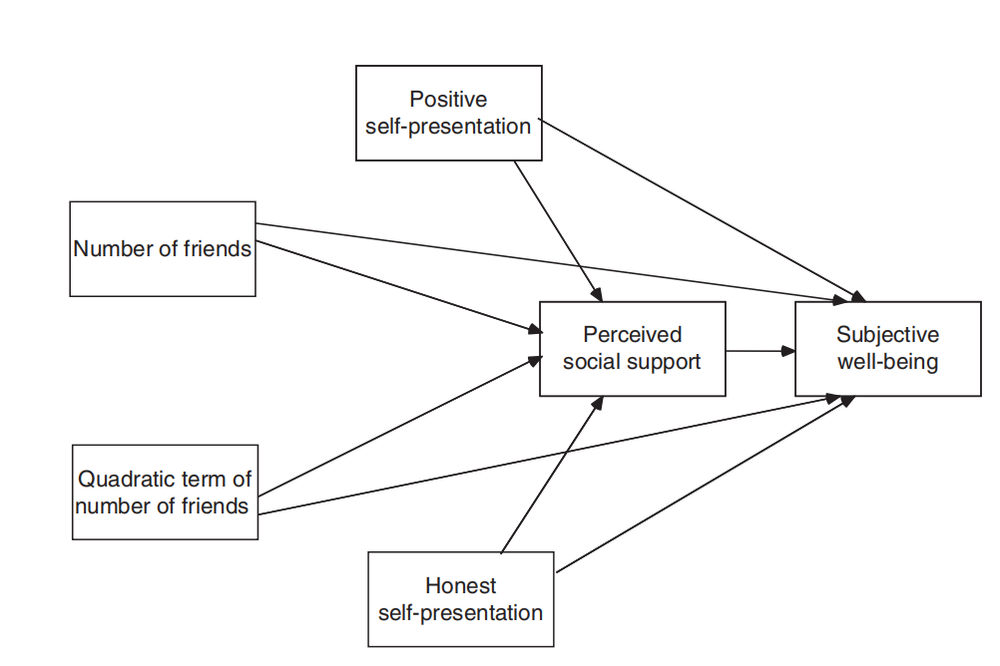 Positive
self-presentation
Number of friends
Perceived
social support
Subjective
well-being
Quadratic term of
number of friends
Honest
self-presentation